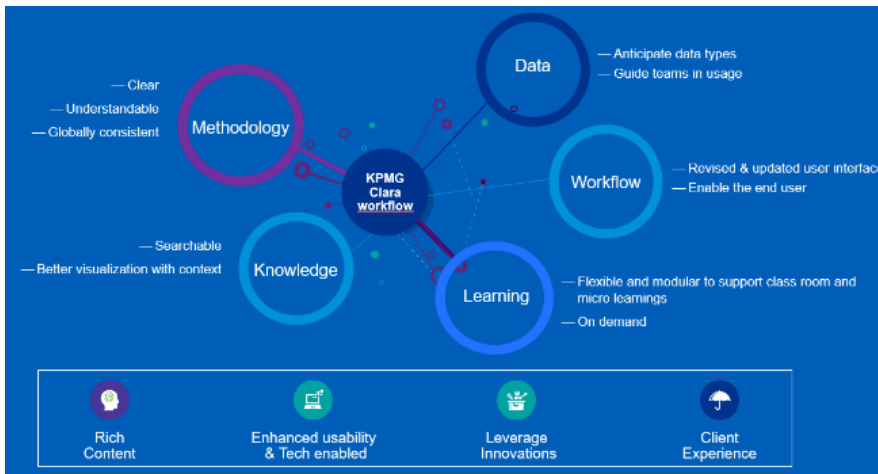 Data
— Anticipate data types
— Guide teams in usage
— Clear
— Understandable
— Globally consistent
Methodology
KPMG
Clara
workflow
Workflow
— Revised & updated user interface
— Enable the end user
— Searchable
— Better visualization with context
Knowledge
Learning
— Flexible and modular to support class room and
micro learnings
— On demand
Rich
Content
Enhanced usability
& Tech enabled
Leverage
Innovations
Client
Experience